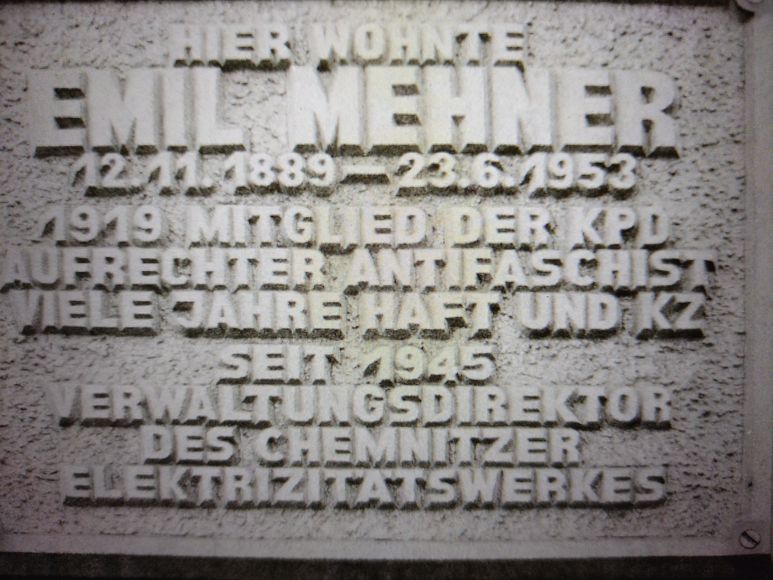 HIER WOHNTE
EMIL MEHNER
12.11.1889 — 23.6.1953
1919 MITGLIED DER KPD
AUFRECHTER ANTIFASCHIST
VIELE JAHRE HAFT UND KZ
SEIT 1945
VERWALTUNGSDIREKTOR
DES CHEMNITZER
ELEKTRIZITATSWERKES